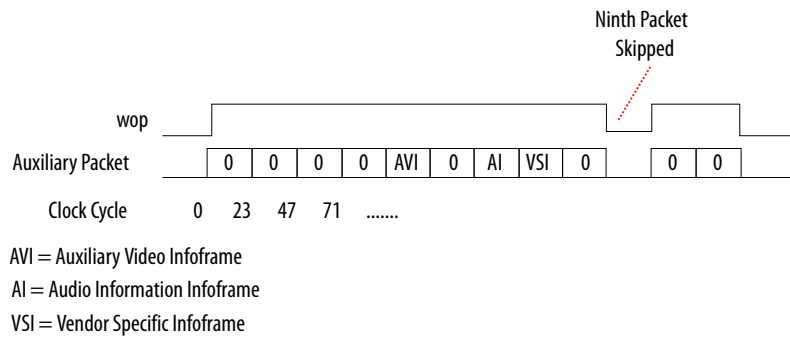 Ninth Packet
Skipped
wop
Auxiliary Packet 0 0 0 0 AVI 0 AI VSI 0 0 0
Clock Cycle 0 23 47 71 .......
AVI = Auxiliary Video Infoframe
AI = Audio Information Infoframe
VSI = Vendor Specific Infoframe